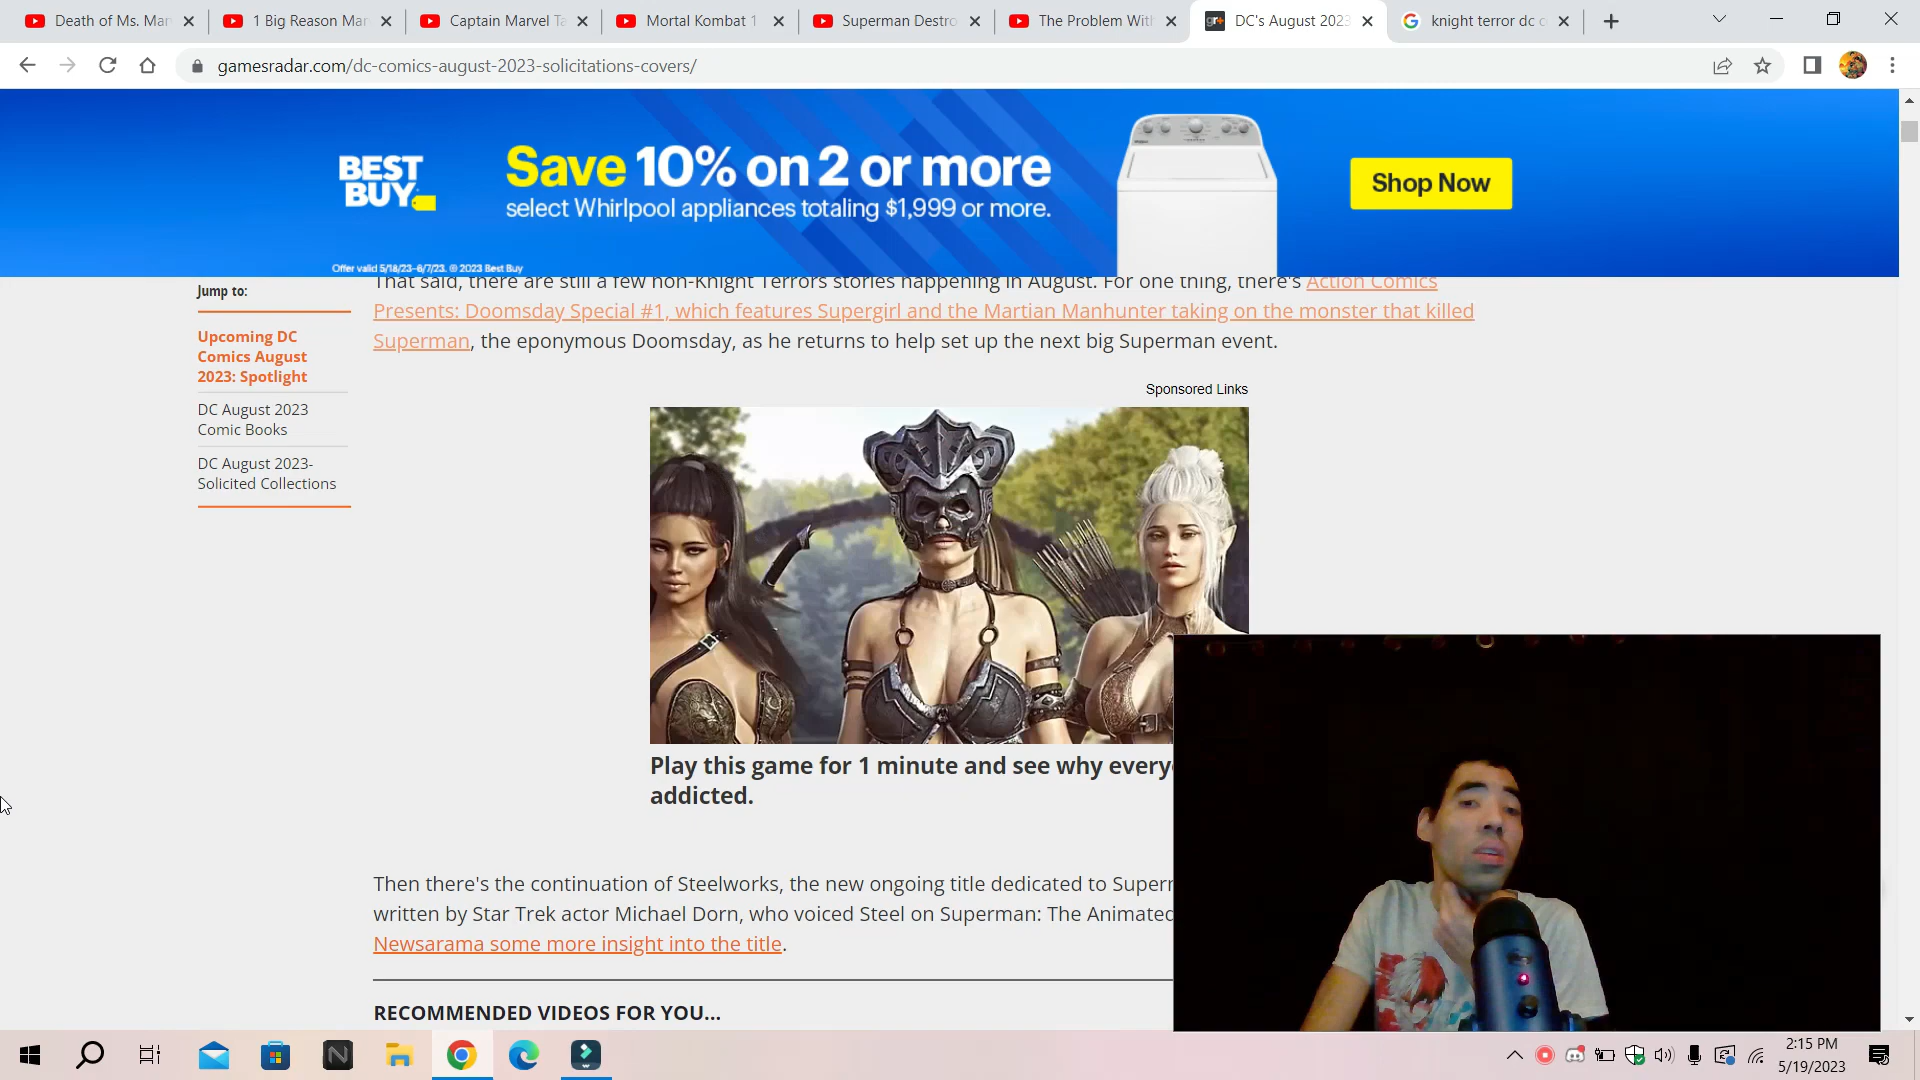 Death of Ms. Mar
1 Big Reason Mar
Captain Marvel Ta
Mortal Kombat 1
Superman Destro
The Problem With
gr+
DC's August 2023
knight terror dc c
gamesradar.com/dc-comics-august-2023-solicitations-covers/
BEST BUY
Save 10% on 2 or more
select Whirlpool appliances totaling $1,999 or more.
Shop Now
Offer valid 5/18/23-6/7/23. © 2023 Best Buy
That said, there are still a few non-Knight Terrors stories happening in August. For one thing, there's Action Comics
Presents: Doomsday Special #1, which features Supergirl and the Martian Manhunter taking on the monster that killed
Superman, the eponymous Doomsday, as he returns to help set up the next big Superman event.
Jump to:
Upcoming DC
Comics August
2023: Spotlight
DC August 2023
Comic Books
DC August 2023-
Solicited Collections
Sponsored Links
Play this game for 1 minute and see why every
addicted.
Then there's the continuation of Steelworks, the new ongoing title dedicated to Super
written by Star Trek actor Michael Dorn, who voiced Steel on Superman: The Animated
Newsarama some more insight into the title.
RECOMMENDED VIDEOS FOR YOU...
2:15 PM
5/19/2023